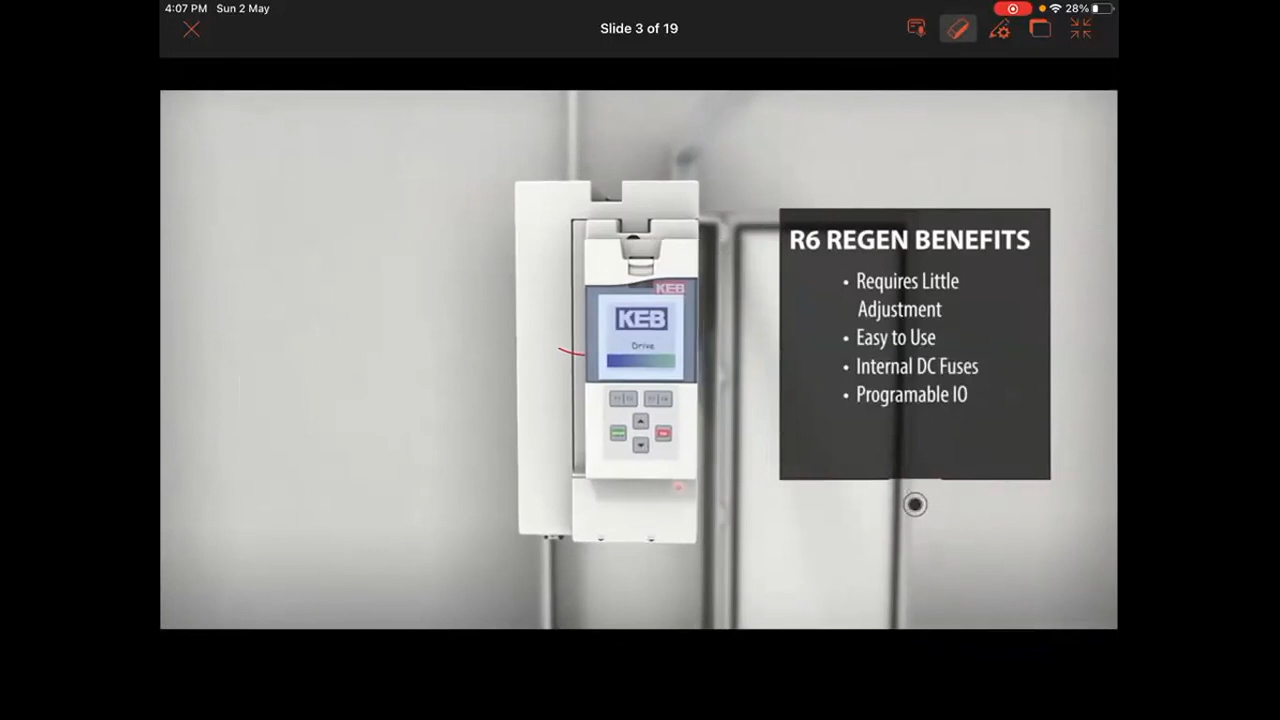 4:07 PM Sun 2 May
28%
Slide 3 of 19
R6 REGEN BENEFITS
• Requires Little
Adjustment
• Easy to Use
• Internal DC Fuses
• Programable IO
KEB
KEB
Drive